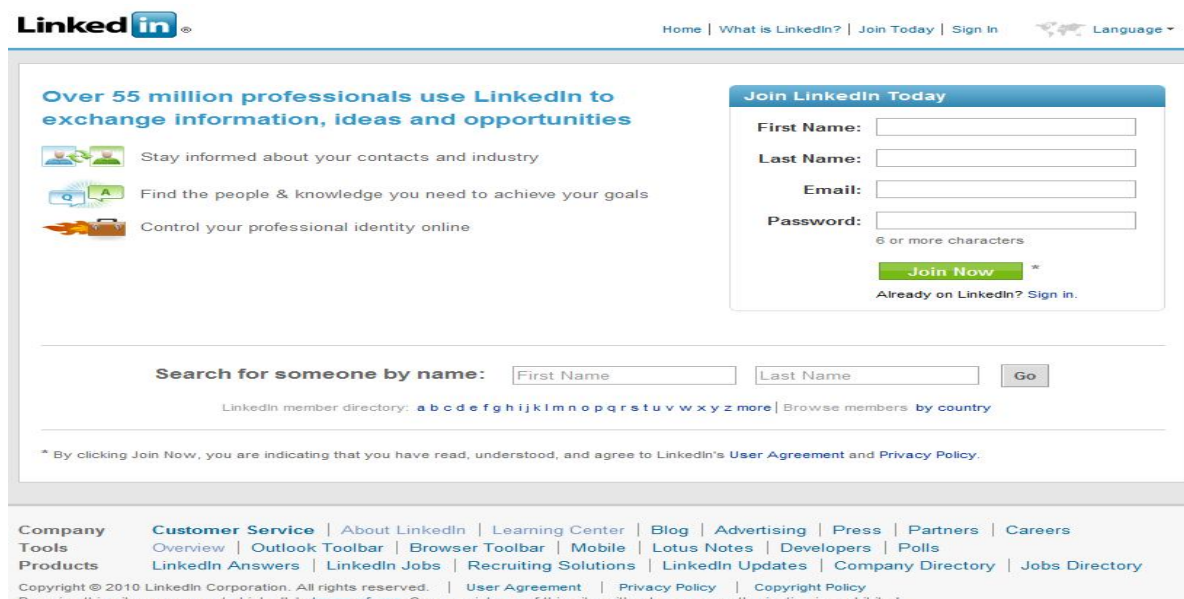 Linked in ®
Home | What is LinkedIn? | Join Today | Sign In Language
Over 55 million professionals use LinkedIn to
exchange information, ideas and opportunities
Stay informed about your contacts and industry
Q A
Find the people & knowledge you need to achieve your goals
Control your professional identity online
Join LinkedIn Today
First Name:
Last Name:
Email:
Password:
6 or more characters
Join Now *
Already on LinkedIn? Sign in.
Search for someone by name: First Name Last Name Go
LinkedIn member directory: a b c d e f g h i j k l m n o p q r s t u v w x y z more | Browse members by country
* By clicking Join Now, you are indicating that you have read, understood, and agree to LinkedIn's User Agreement and Privacy Policy.
Company Customer Service | About LinkedIn | Learning Center | Blog | Advertising | Press | Partners | Careers
Tools Overview | Outlook Toolbar | Browser Toolbar | Mobile | Lotus Notes | Developers | Polls
Products LinkedIn Answers | LinkedIn Jobs | Recruiting Solutions | LinkedIn Updates | Company Directory | Jobs Directory
Copyright © 2010 LinkedIn Corporation. All rights reserved. | User Agreement | Privacy Policy | Copyright Policy